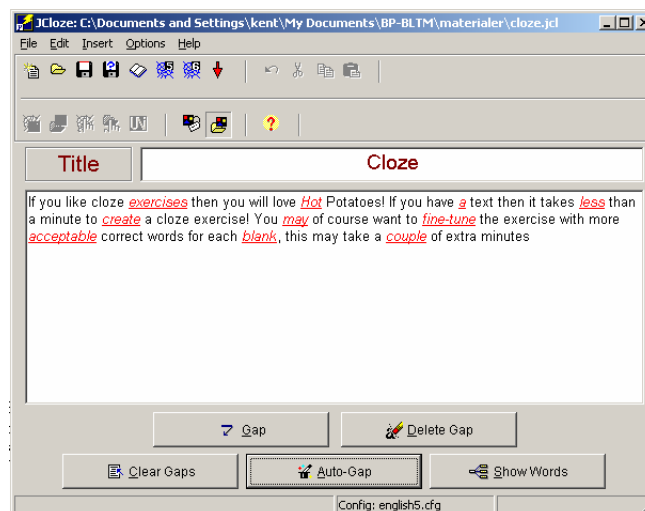 JCloze: C:\Documents and Settings\kent\My Documents\BP-BLTM\materialer\cloze.jcl
File Edit Insert Options Help
Title Cloze
If you like cloze exercises then you will love Hot Potatoes! If you have a text then it takes less than
a minute to create a cloze exercise! You may of course want to fine-tune the exercise with more
acceptable correct words for each blank, this may take a couple of extra minutes
Gap Delete Gap
Clear Gaps Auto-Gap Show Words
Config: english5.cfg